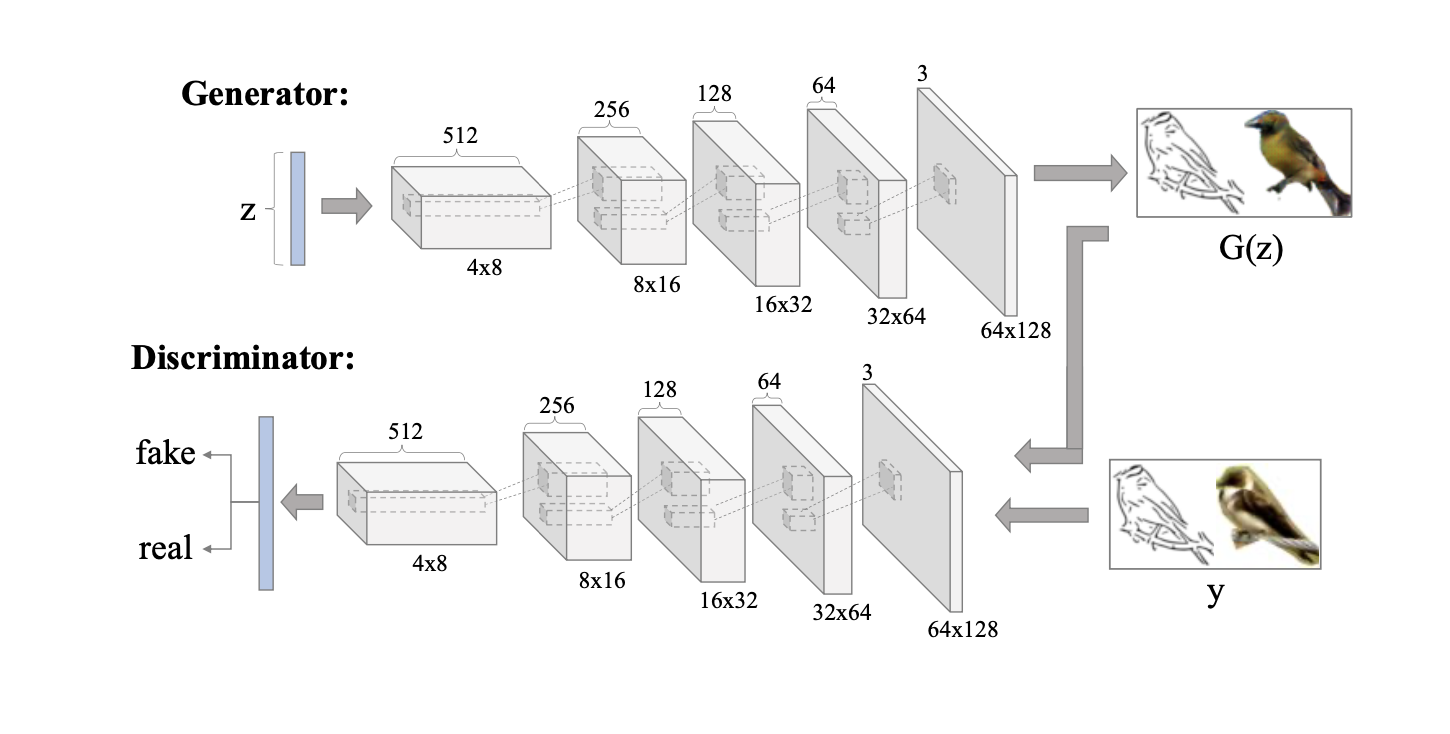 Generator:
z
512
4x8
256
8x16
128
16x32
64
32x64
3
64x128
G(z)
Discriminator:
fake
real
512
4x8
256
8x16
128
16x32
64
32x64
3
64x128
y